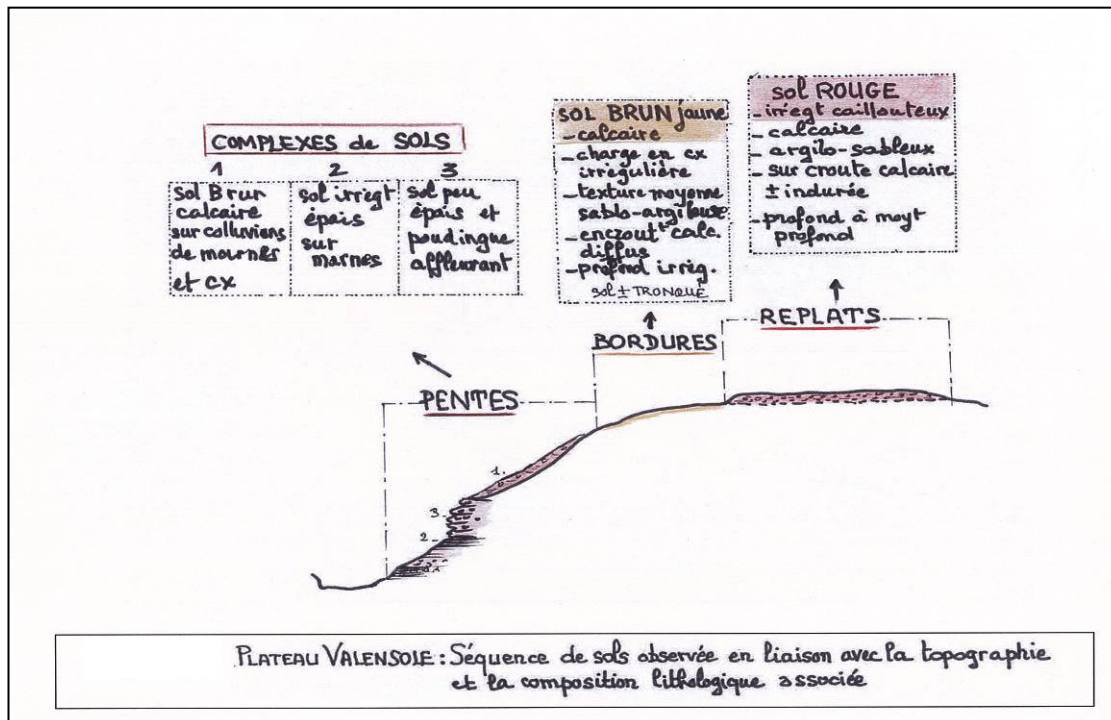 COMPLEXES de SOLS
1
Sol Brun
calcaire
sur colluvions
de marnes
et cx
2
sol irrégt
épais
sur
marnes
3
sol peu
épais et
poudingue
affleurant
SOL BRUN jaune
- calcaire
- charge en cx
irrégulière
- texture moyenne
sablo-argileuse
- encroutt calc.
diffus
- profond irrég.
sol ± TRONQUE
sol ROUGE
- irregt caillouteux
- calcaire
- argilo-sableux
- sur croute calcaire
± indurée
- profond à moyt
profond
PENTES
BORDURES
REPLATS
1.
3.
2.
PLATEAU VALENSOLE : Séquence de sols observée en liaison avec la topographie
et la composition lithologique associée